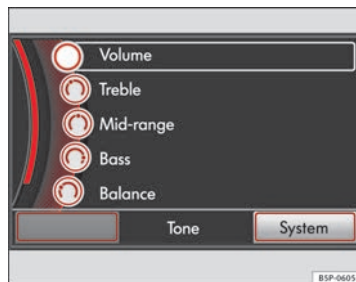 Volume
Treble
Mid-range
Bass
Balance
Tone System
B5P-0605